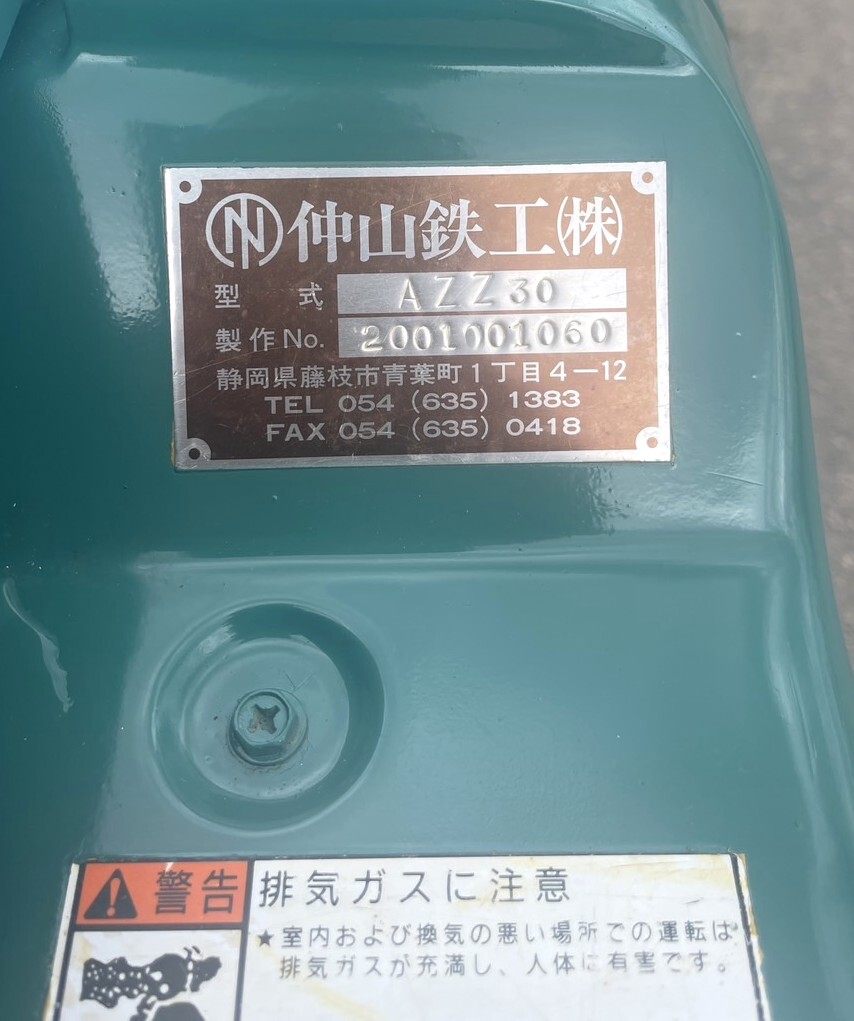 仲山鉄工㈱
型式 AZZ30
製作No. 2001001060
静岡県藤枝市青葉町1丁目4-12
TEL 054 (635) 1383
FAX 054 (635) 0418
警告 排気ガスに注意
★室内および換気の悪い場所での運転は
排気ガスが充満し、人体に有害です。